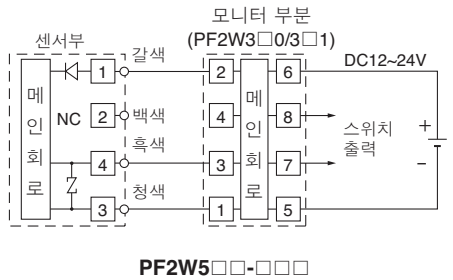 모니터 부분
(PF2W3□0/3□1)
센서부
갈색
DC12~24V
메인회로
NC
1
2
4
3
백색
흑색
청색
2
4
3
1
메인회로
6
8
7
5
스위치
출력
+
−
PF2W5□□-□□□